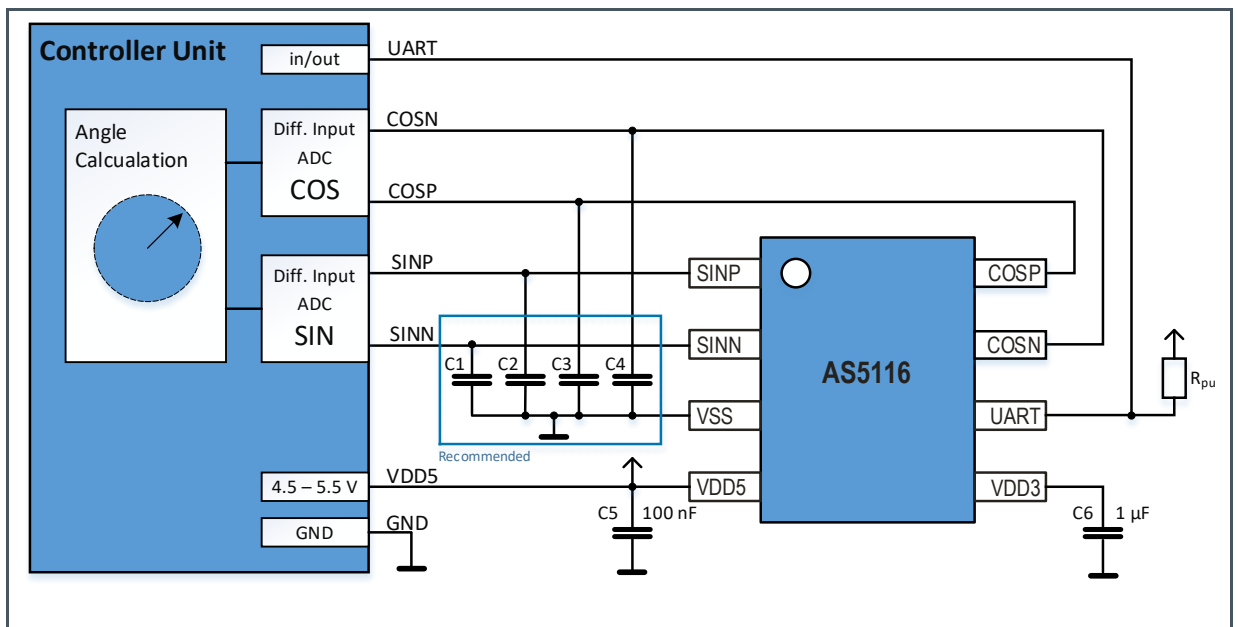 Controller Unit
in/out
UART
Angle
Calcualation
Diff. Input
ADC
COS
COSN
COSP
Diff. Input
ADC
SIN
SINP
SINN
C1
C2
C3
C4
Recommended
4.5 – 5.5 V
VDD5
GND
GND
C5
100 nF
SINP
SINN
VSS
VDD5
AS5116
COSP
COSN
UART
VDD3
Rpu
C6
1 µF